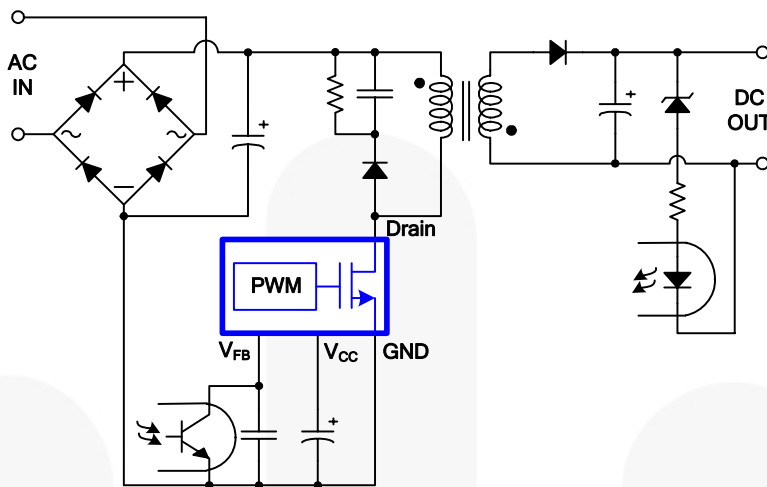 AC
IN
+
~
~
−
+
+
DC
OUT
Drain
PWM
VFB
VCC
GND
+